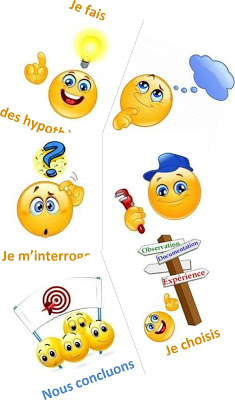 Je fais
des hypoth
Je m'interroge
Observation
Documentation
Expérience
Je choisis
Nous concluons